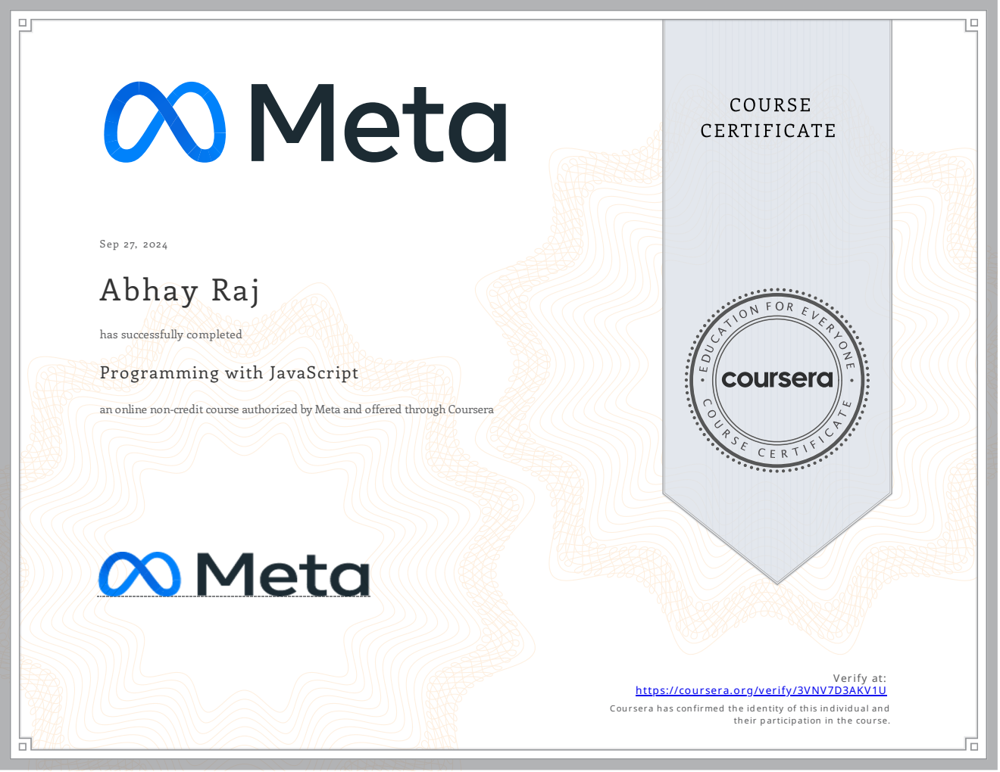 Meta
COURSE
CERTIFICATE
Sep 27, 2024
Abhay Raj
has successfully completed
Programming with JavaScript
an online non-credit course authorized by Meta and offered through Coursera
EDUCATION FOR EVERYONE
coursera
COURSE CERTIFICATE
Meta
Verify at:
https://coursera.org/verify/3VNV7D3AKV1U
Coursera has confirmed the identity of this individual and
their participation in the course.